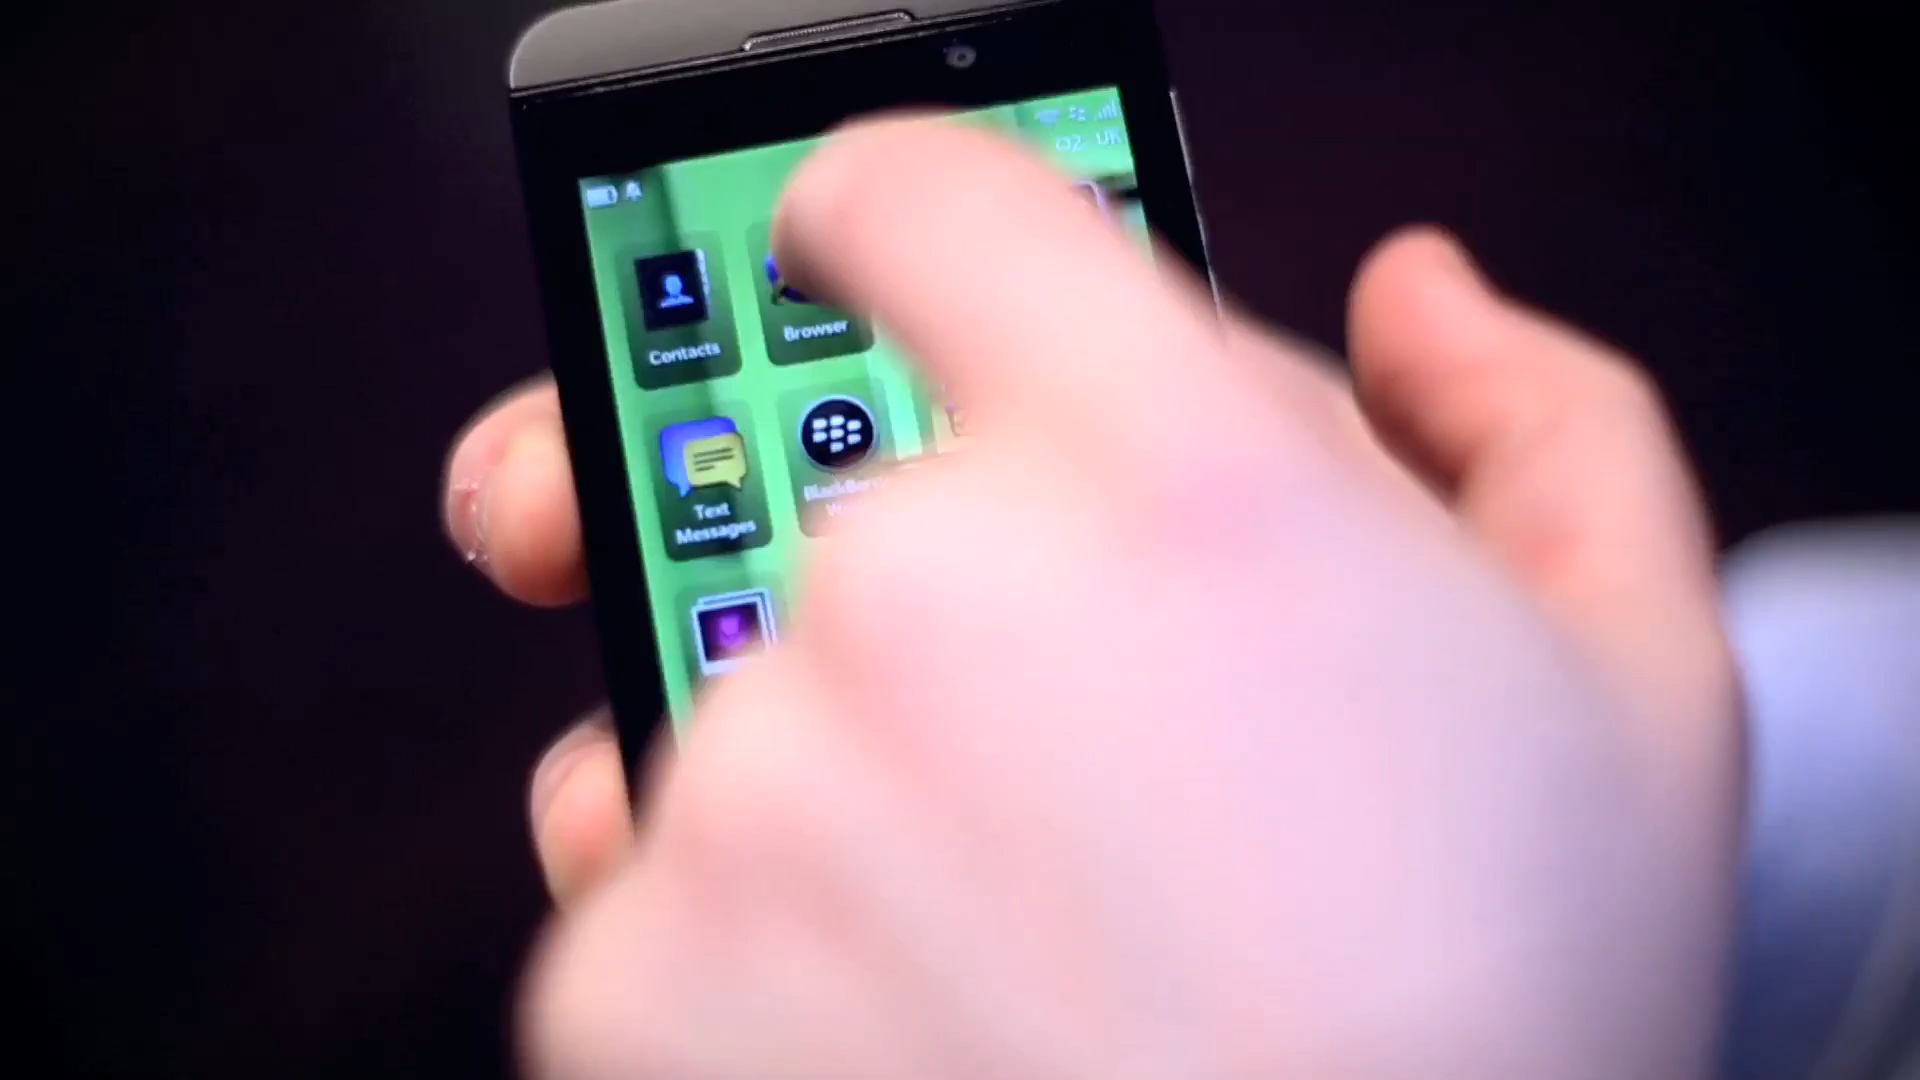 O2 - UK
Contacts
Browser
Text
Messages